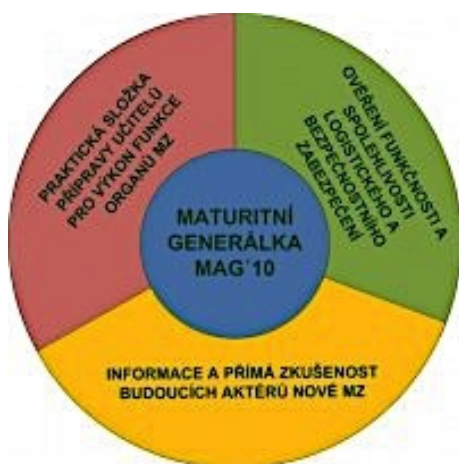 PRAKTICKÁ SLOŽKA
PŘÍPRAVY UČITELŮ
PRO VÝKON FUNKCE
ORGANŮ MZ
OVĚŘENÍ FUNKČNOSTI A
SPOLEHLIVOSTI
LOGISTICKÉHO A
BEZPEČNOSTNÍHO
ZABEZPEČENÍ
MATURITNÍ
GENERÁLKA
MAG´10
INFORMACE A PŘÍMÁ ZKUŠENOST
BUDOUCÍCH AKTÉRŮ NOVÉ MZ